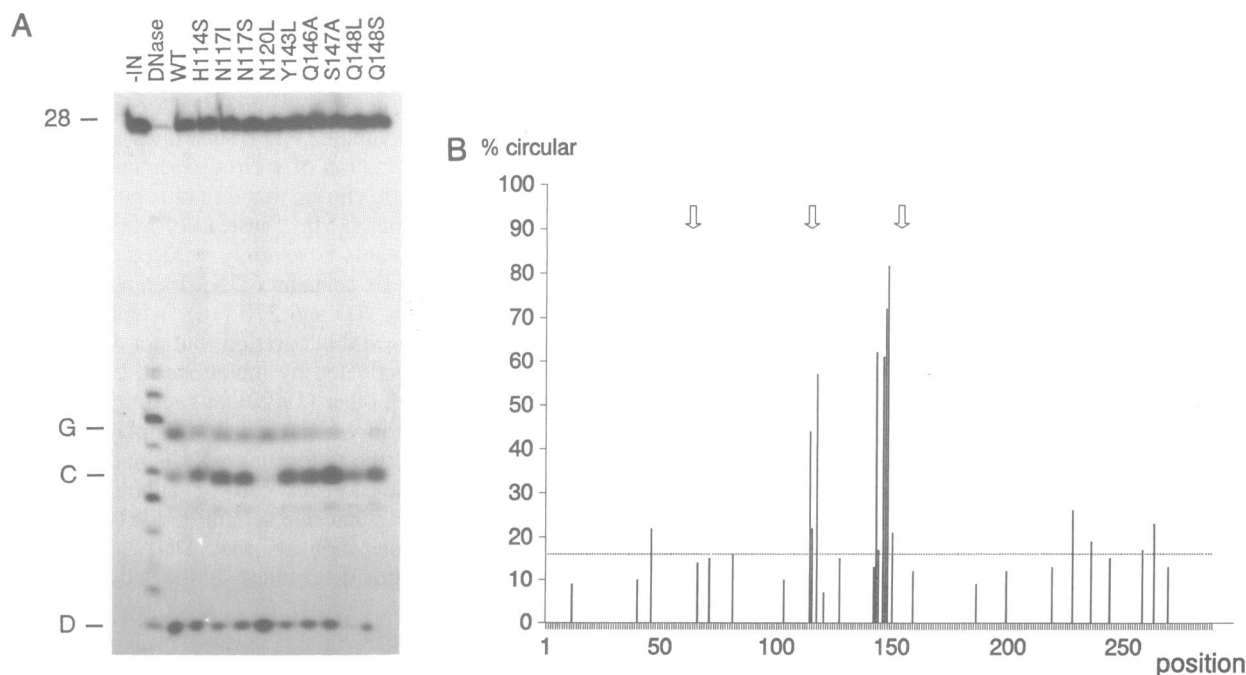 A
-IN
DNase
WT
H114S
N117I
N117S
N120L
Y143L
Q146A
S147A
Q148L
Q148S
28 –
G –
C –
D –
B % circular
100
90
80
70
60
50
40
30
20
10
0
1 50 100 150 200 250
position